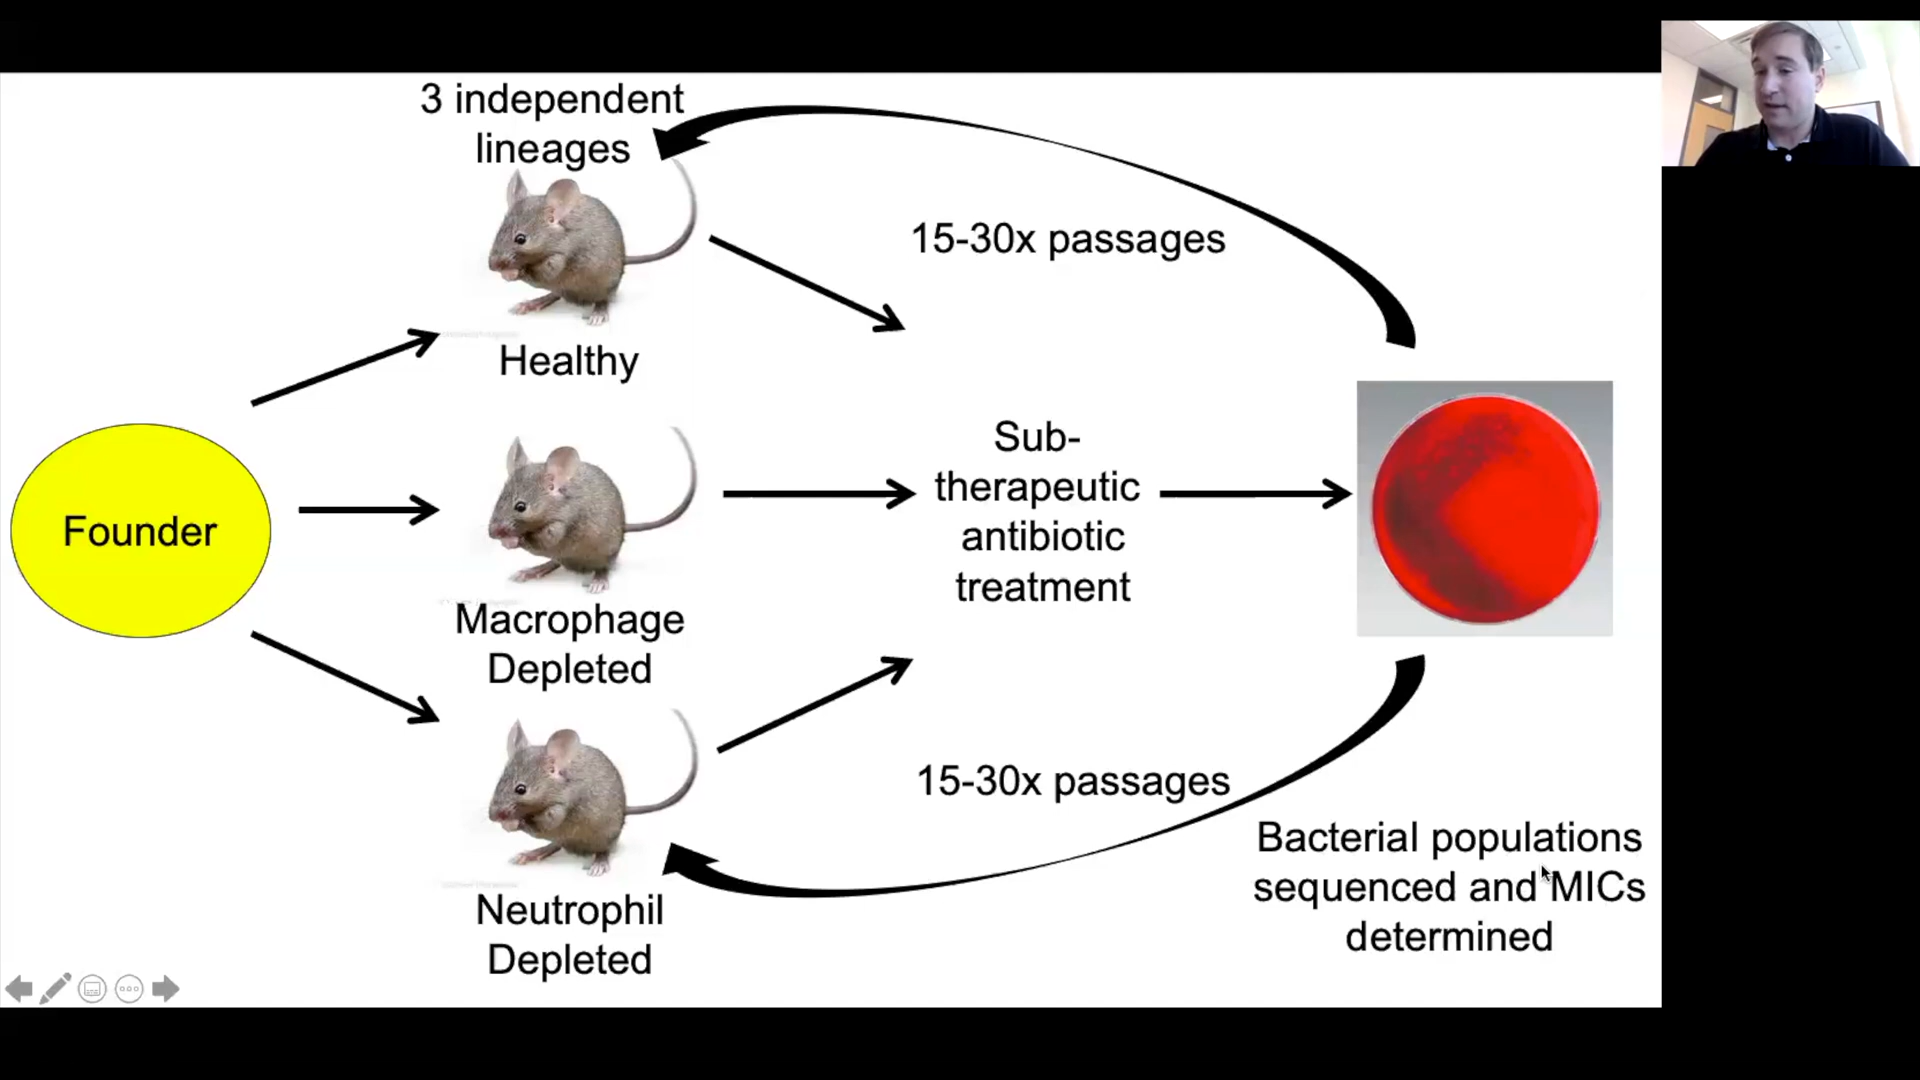 3 independent
lineages
15-30x passages
Healthy
Founder
Sub-
therapeutic
antibiotic
treatment
Macrophage
Depleted
15-30x passages
Neutrophil
Depleted
Bacterial populations
sequenced and MICs
determined